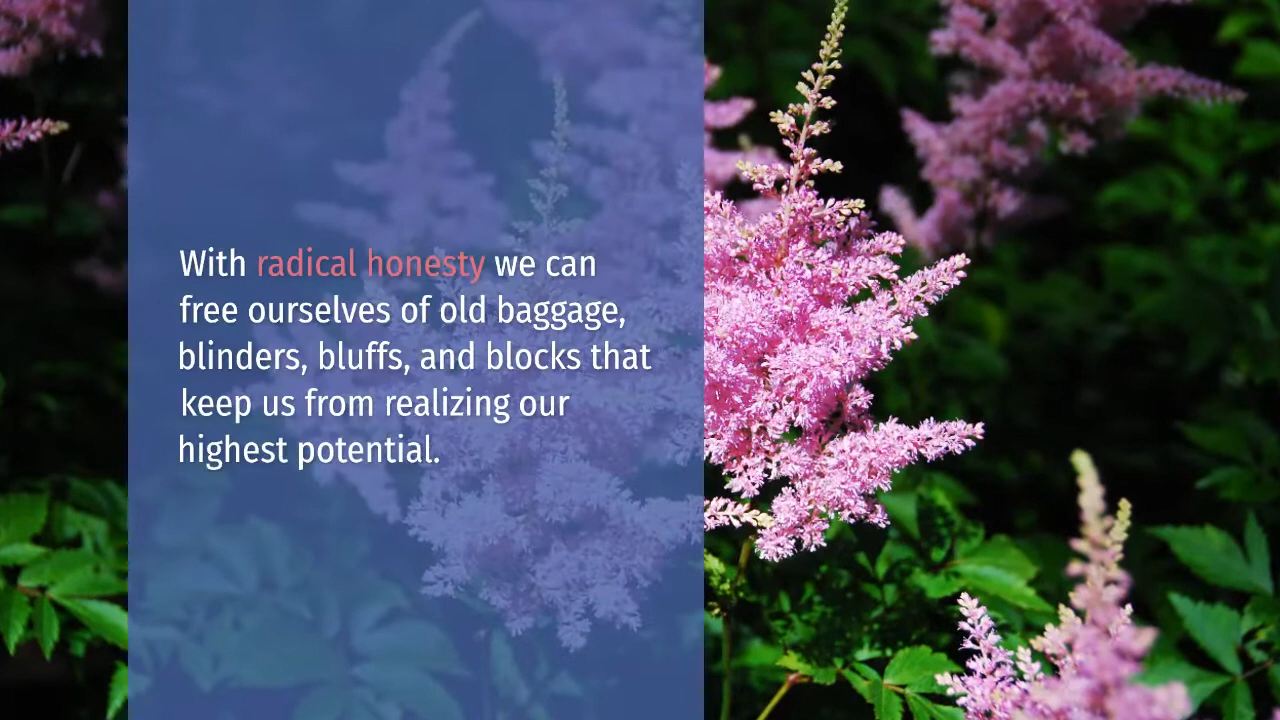 With radical honesty we can
free ourselves of old baggage,
blinders, bluffs, and blocks that
keep us from realizing our
highest potential.